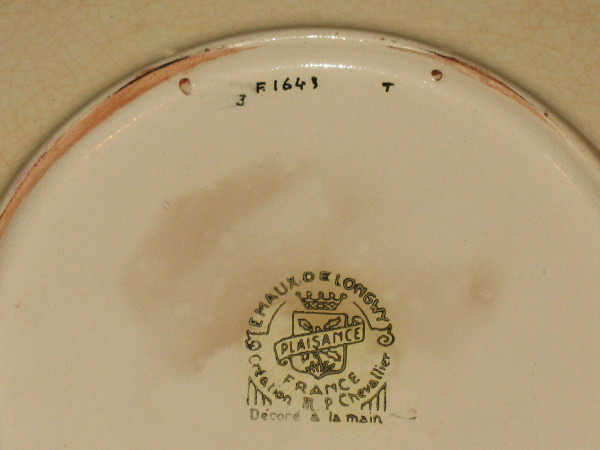 F.1643 T
3
EMAUX.DE LONGWY
PLAISANCE
FRANCE
Création M P Chevallier
Décoré à la main